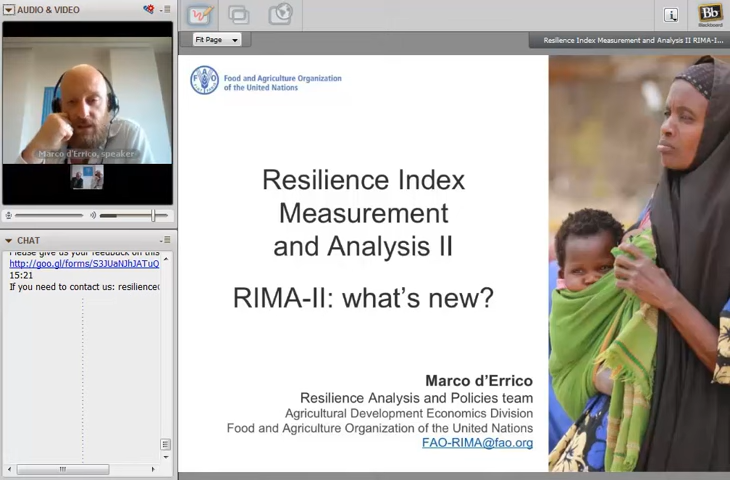 AUDIO & VIDEO
Marco d'Errico, speaker
CHAT
Please give us your feedback on this
http://goo.gl/forms/S3JUaNJhJATuQ
15:21
If you need to contact us: resilience
Fit Page
Resilience Index Measurement and Analysis II RIMA-I...
Bb
Blackboard
FAO
Food and Agriculture Organization
of the United Nations
Resilience Index
Measurement
and Analysis II
RIMA-II: what's new?
Marco d'Errico
Resilience Analysis and Policies team
Agricultural Development Economics Division
Food and Agriculture Organization of the United Nations
FAO-RIMA@fao.org